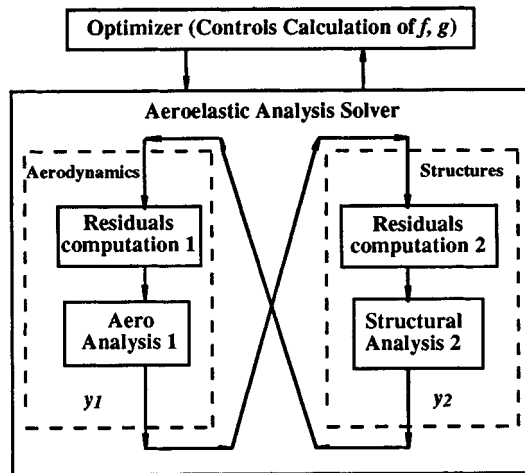 Optimizer (Controls Calculation of f, g)
Aeroelastic Analysis Solver
Aerodynamics
Residuals
computation 1
Aero
Analysis 1
y1
Structures
Residuals
computation 2
Structural
Analysis 2
y2